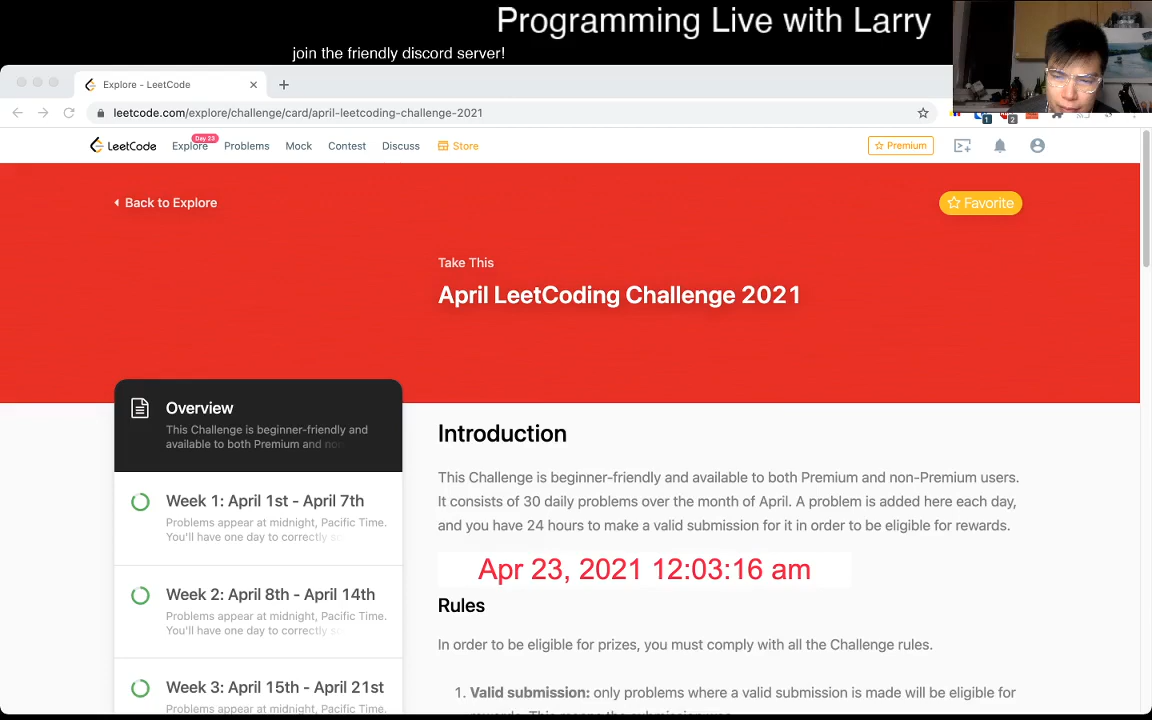 Programming Live with Larry
join the friendly discord server!
Explore - LeetCode
leetcode.com/explore/challenge/card/april-leetcoding-challenge-2021
1
2
LeetCode
Explore
Day 23
Problems
Mock
Contest
Discuss
Store
More
Premium
Back to Explore
Favorite
Take This
April LeetCoding Challenge 2021
Overview
This Challenge is beginner-friendly and
available to both Premium and non
Week 1: April 1st - April 7th
Problems appear at midnight, Pacific Time.
You'll have one day to correctly
Week 2: April 8th - April 14th
Problems appear at midnight, Pacific Time.
You'll have one day to correctly
Week 3: April 15th - April 21st
Problems appear at midnight, Pacific Time.
Introduction
This Challenge is beginner-friendly and available to both Premium and non-Premium users.
It consists of 30 daily problems over the month of April. A problem is added here each day,
and you have 24 hours to make a valid submission for it in order to be eligible for rewards.
Apr 23, 2021 12:03:16 am
Rules
In order to be eligible for prizes, you must comply with all the Challenge rules.
1. Valid submission: only problems where a valid submission is made will be eligible for